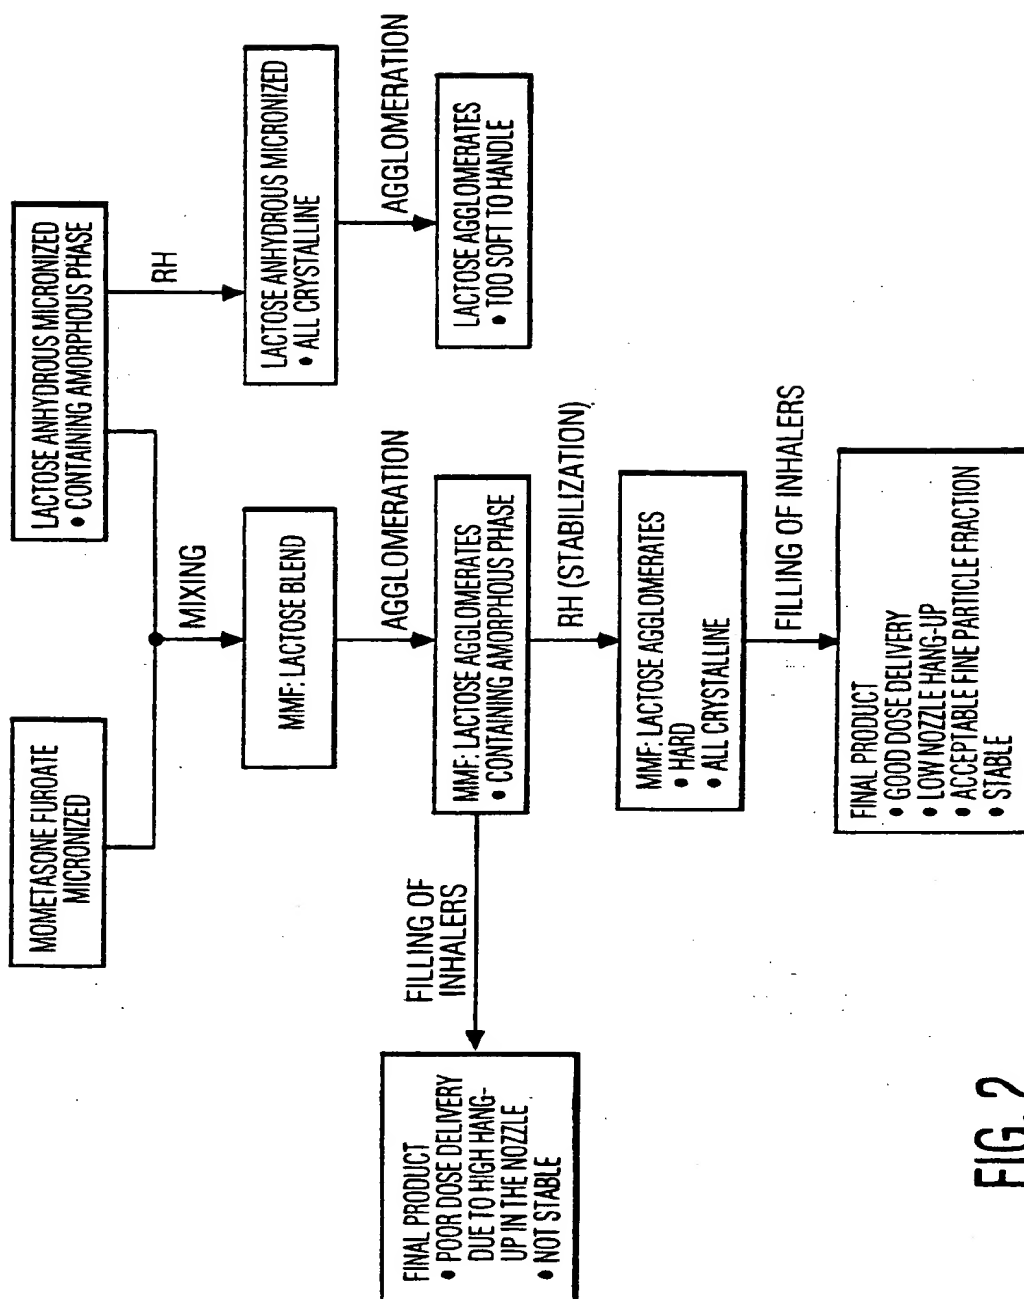 MOMETASONE FUROATE
MICRONIZED
LACTOSE ANHYDROUS MICRONIZED
• CONTAINING AMORPHOUS PHASE
MIXING
RH
MMF: LACTOSE BLEND
LACTOSE ANHYDROUS MICRONIZED
• ALL CRYSTALLINE
AGGLOMERATION
AGGLOMERATION
MMF: LACTOSE AGGLOMERATES
• CONTAINING AMORPHOUS PHASE
LACTOSE AGGLOMERATES
• TOO SOFT TO HANDLE
FILLING OF
INHALERS
RH (STABILIZATION)
FINAL PRODUCT
• POOR DOSE DELIVERY
DUE TO HIGH HANG-
UP IN THE NOZZLE
• NOT STABLE
MMF: LACTOSE AGGLOMERATES
• HARD
• ALL CRYSTALLINE
FILLING OF INHALERS
FINAL PRODUCT
• GOOD DOSE DELIVERY
• LOW NOZZLE HANG-UP
• ACCEPTABLE FINE PARTICLE FRACTION
• STABLE
FIG. 2